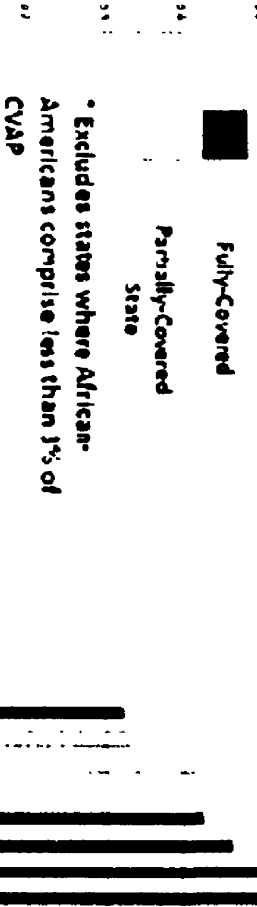 Fully-Covered
Partially-Covered
State
* Excludes states where African-
Americans comprise less than 3% of
CVAP